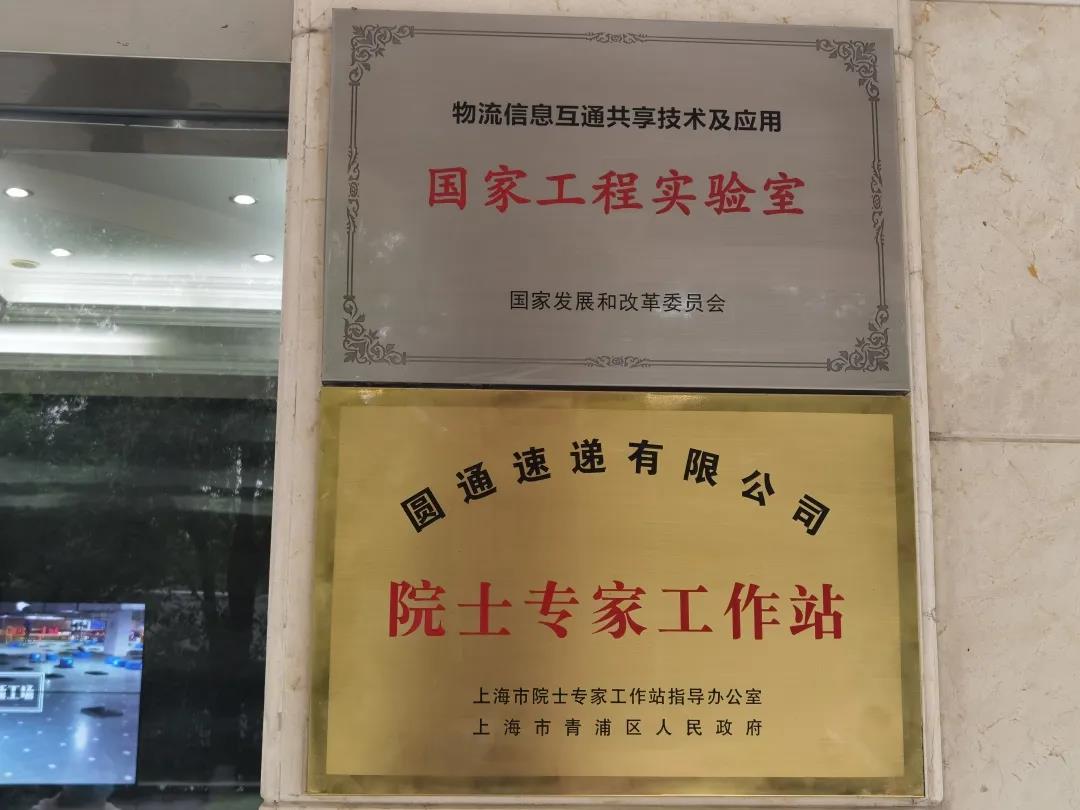 物流信息互通共享技术及应用
国家工程实验室
国家发展和改革委员会
圆通速递有限公司
院士专家工作站
上海市院士专家工作站指导办公室
上海市青浦区人民政府
工场